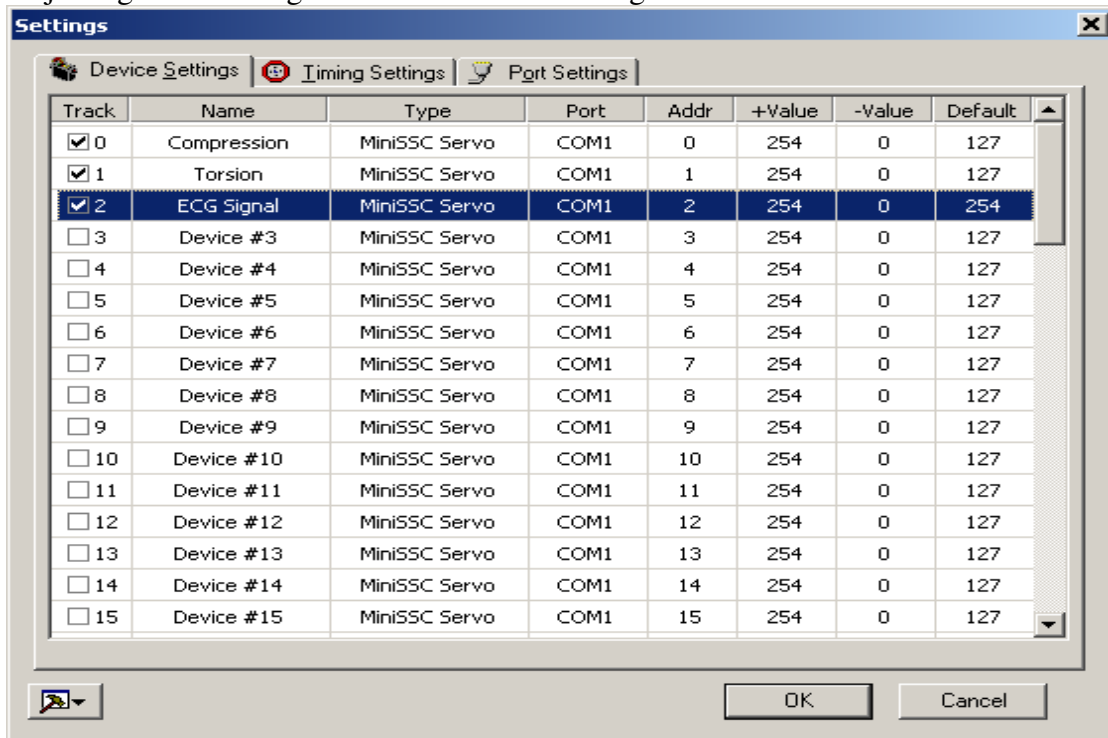 Settings
Device Settings Timing Settings Port Settings
Track Name Type Port Addr +Value -Value Default
0 Compression MiniSSC Servo COM1 0 254 0 127
1 Torsion MiniSSC Servo COM1 1 254 0 127
2 ECG Signal MiniSSC Servo COM1 2 254 0 254
3 Device #3 MiniSSC Servo COM1 3 254 0 127
4 Device #4 MiniSSC Servo COM1 4 254 0 127
5 Device #5 MiniSSC Servo COM1 5 254 0 127
6 Device #6 MiniSSC Servo COM1 6 254 0 127
7 Device #7 MiniSSC Servo COM1 7 254 0 127
8 Device #8 MiniSSC Servo COM1 8 254 0 127
9 Device #9 MiniSSC Servo COM1 9 254 0 127
10 Device #10 MiniSSC Servo COM1 10 254 0 127
11 Device #11 MiniSSC Servo COM1 11 254 0 127
12 Device #12 MiniSSC Servo COM1 12 254 0 127
13 Device #13 MiniSSC Servo COM1 13 254 0 127
14 Device #14 MiniSSC Servo COM1 14 254 0 127
15 Device #15 MiniSSC Servo COM1 15 254 0 127
OK Cancel